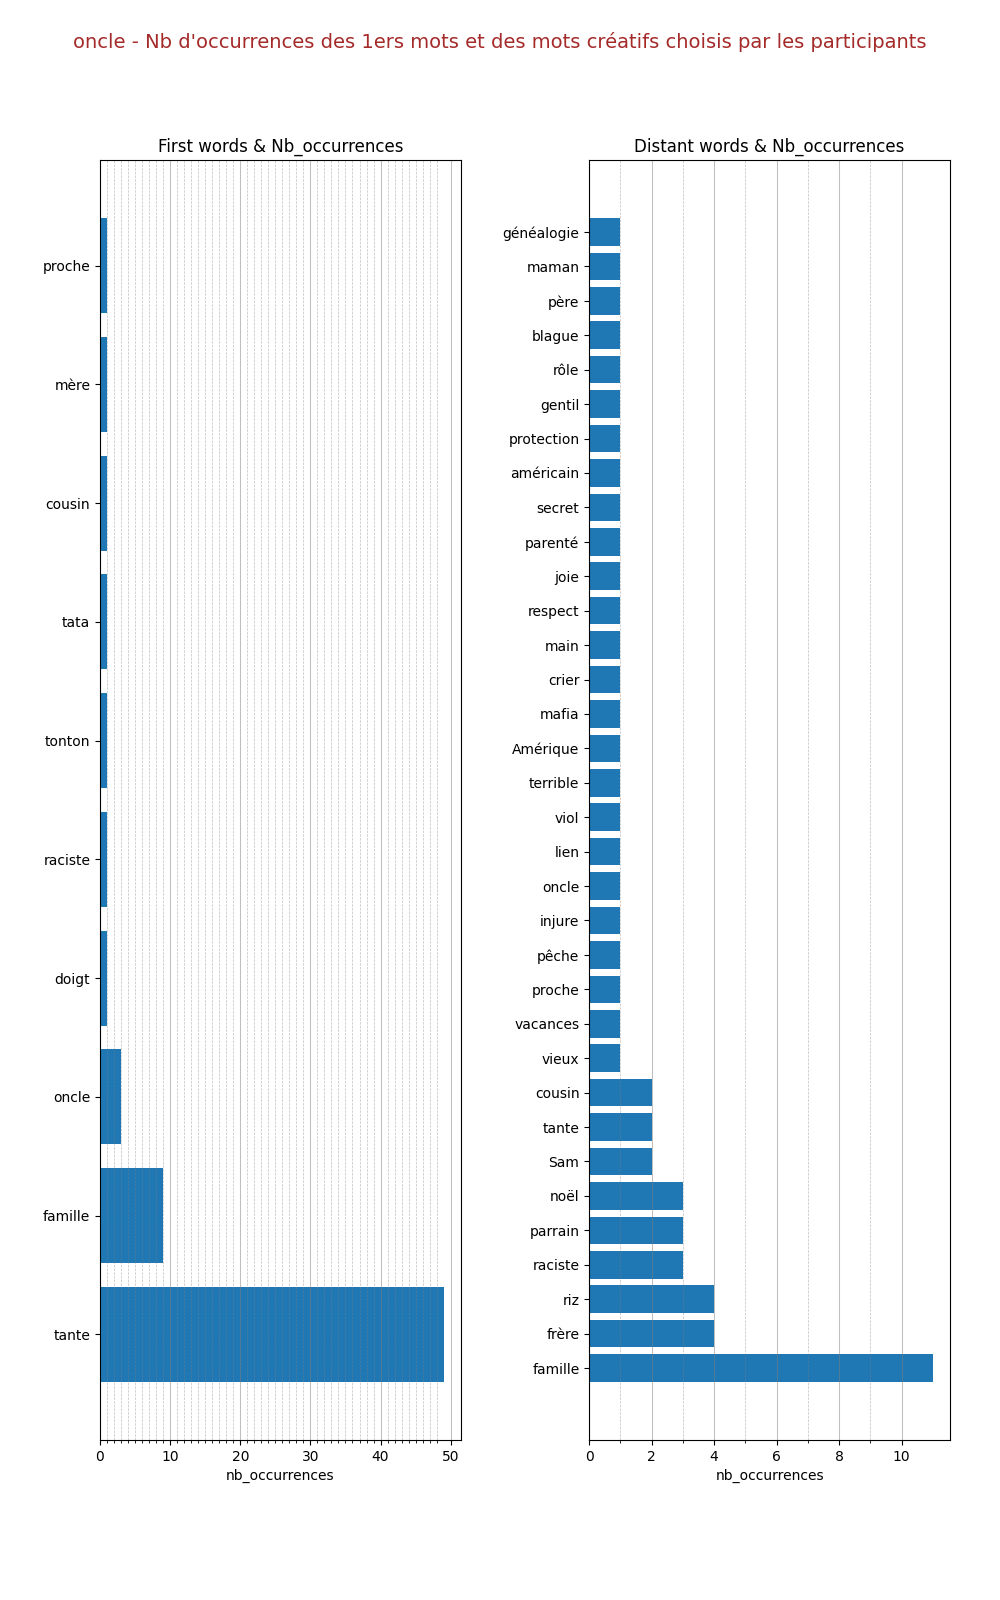 oncle - Nb d'occurrences des 1ers mots et des mots créatifs choisis par les participants
First words & Nb_occurrences
proche
mère
cousin
tata
tonton
raciste
doigt
oncle
famille
tante
0 10 20 30 40 50
nb_occurrences
Distant words & Nb_occurrences
généalogie
maman
père
blague
rôle
gentil
protection
américain
secret
parenté
joie
respect
main
crier
mafia
Amérique
terrible
viol
lien
oncle
injure
pêche
proche
vacances
vieux
cousin
tante
Sam
noël
parrain
raciste
riz
frère
famille
0 2 4 6 8 10
nb_occurrences